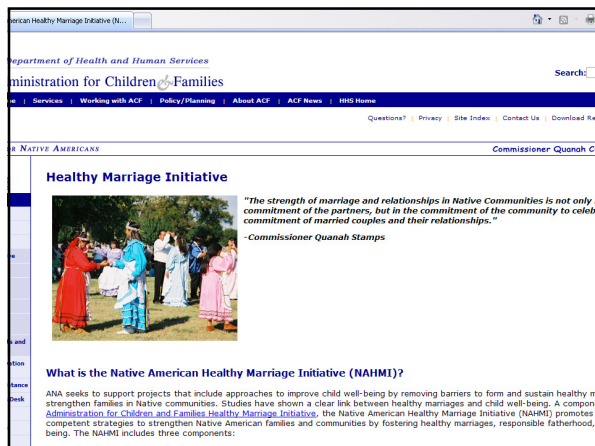 merican Healthy Marriage Initiative (N...
Department of Health and Human Services
ministration for Children & Families
Search:
Services | Working with ACF | Policy/Planning | About ACF | ACF News | HHS Home
Questions? | Privacy | Site Index | Contact Us | Download Re
R NATIVE AMERICANS
Commissioner Quanah C
Healthy Marriage Initiative
"The strength of marriage and relationships in Native Communities is not only
commitment of the partners, but in the commitment of the community to celeb
commitment of married couples and their relationships."
-Commissioner Quanah Stamps
s and
ation
tance
Desk
What is the Native American Healthy Marriage Initiative (NAHMI)?
ANA seeks to support projects that include approaches to improve child well-being by removing barriers to form and sustain healthy m
strengthen families in Native communities. Studies have shown a clear link between healthy marriages and child well-being. A compon
Administration for Children and Families Healthy Marriage Initiative, the Native American Healthy Marriage Initiative (NAHMI) promotes
competent strategies to strengthen Native American families and communities by fostering healthy marriages, responsible fatherhood,
being. The NAHMI includes three components: